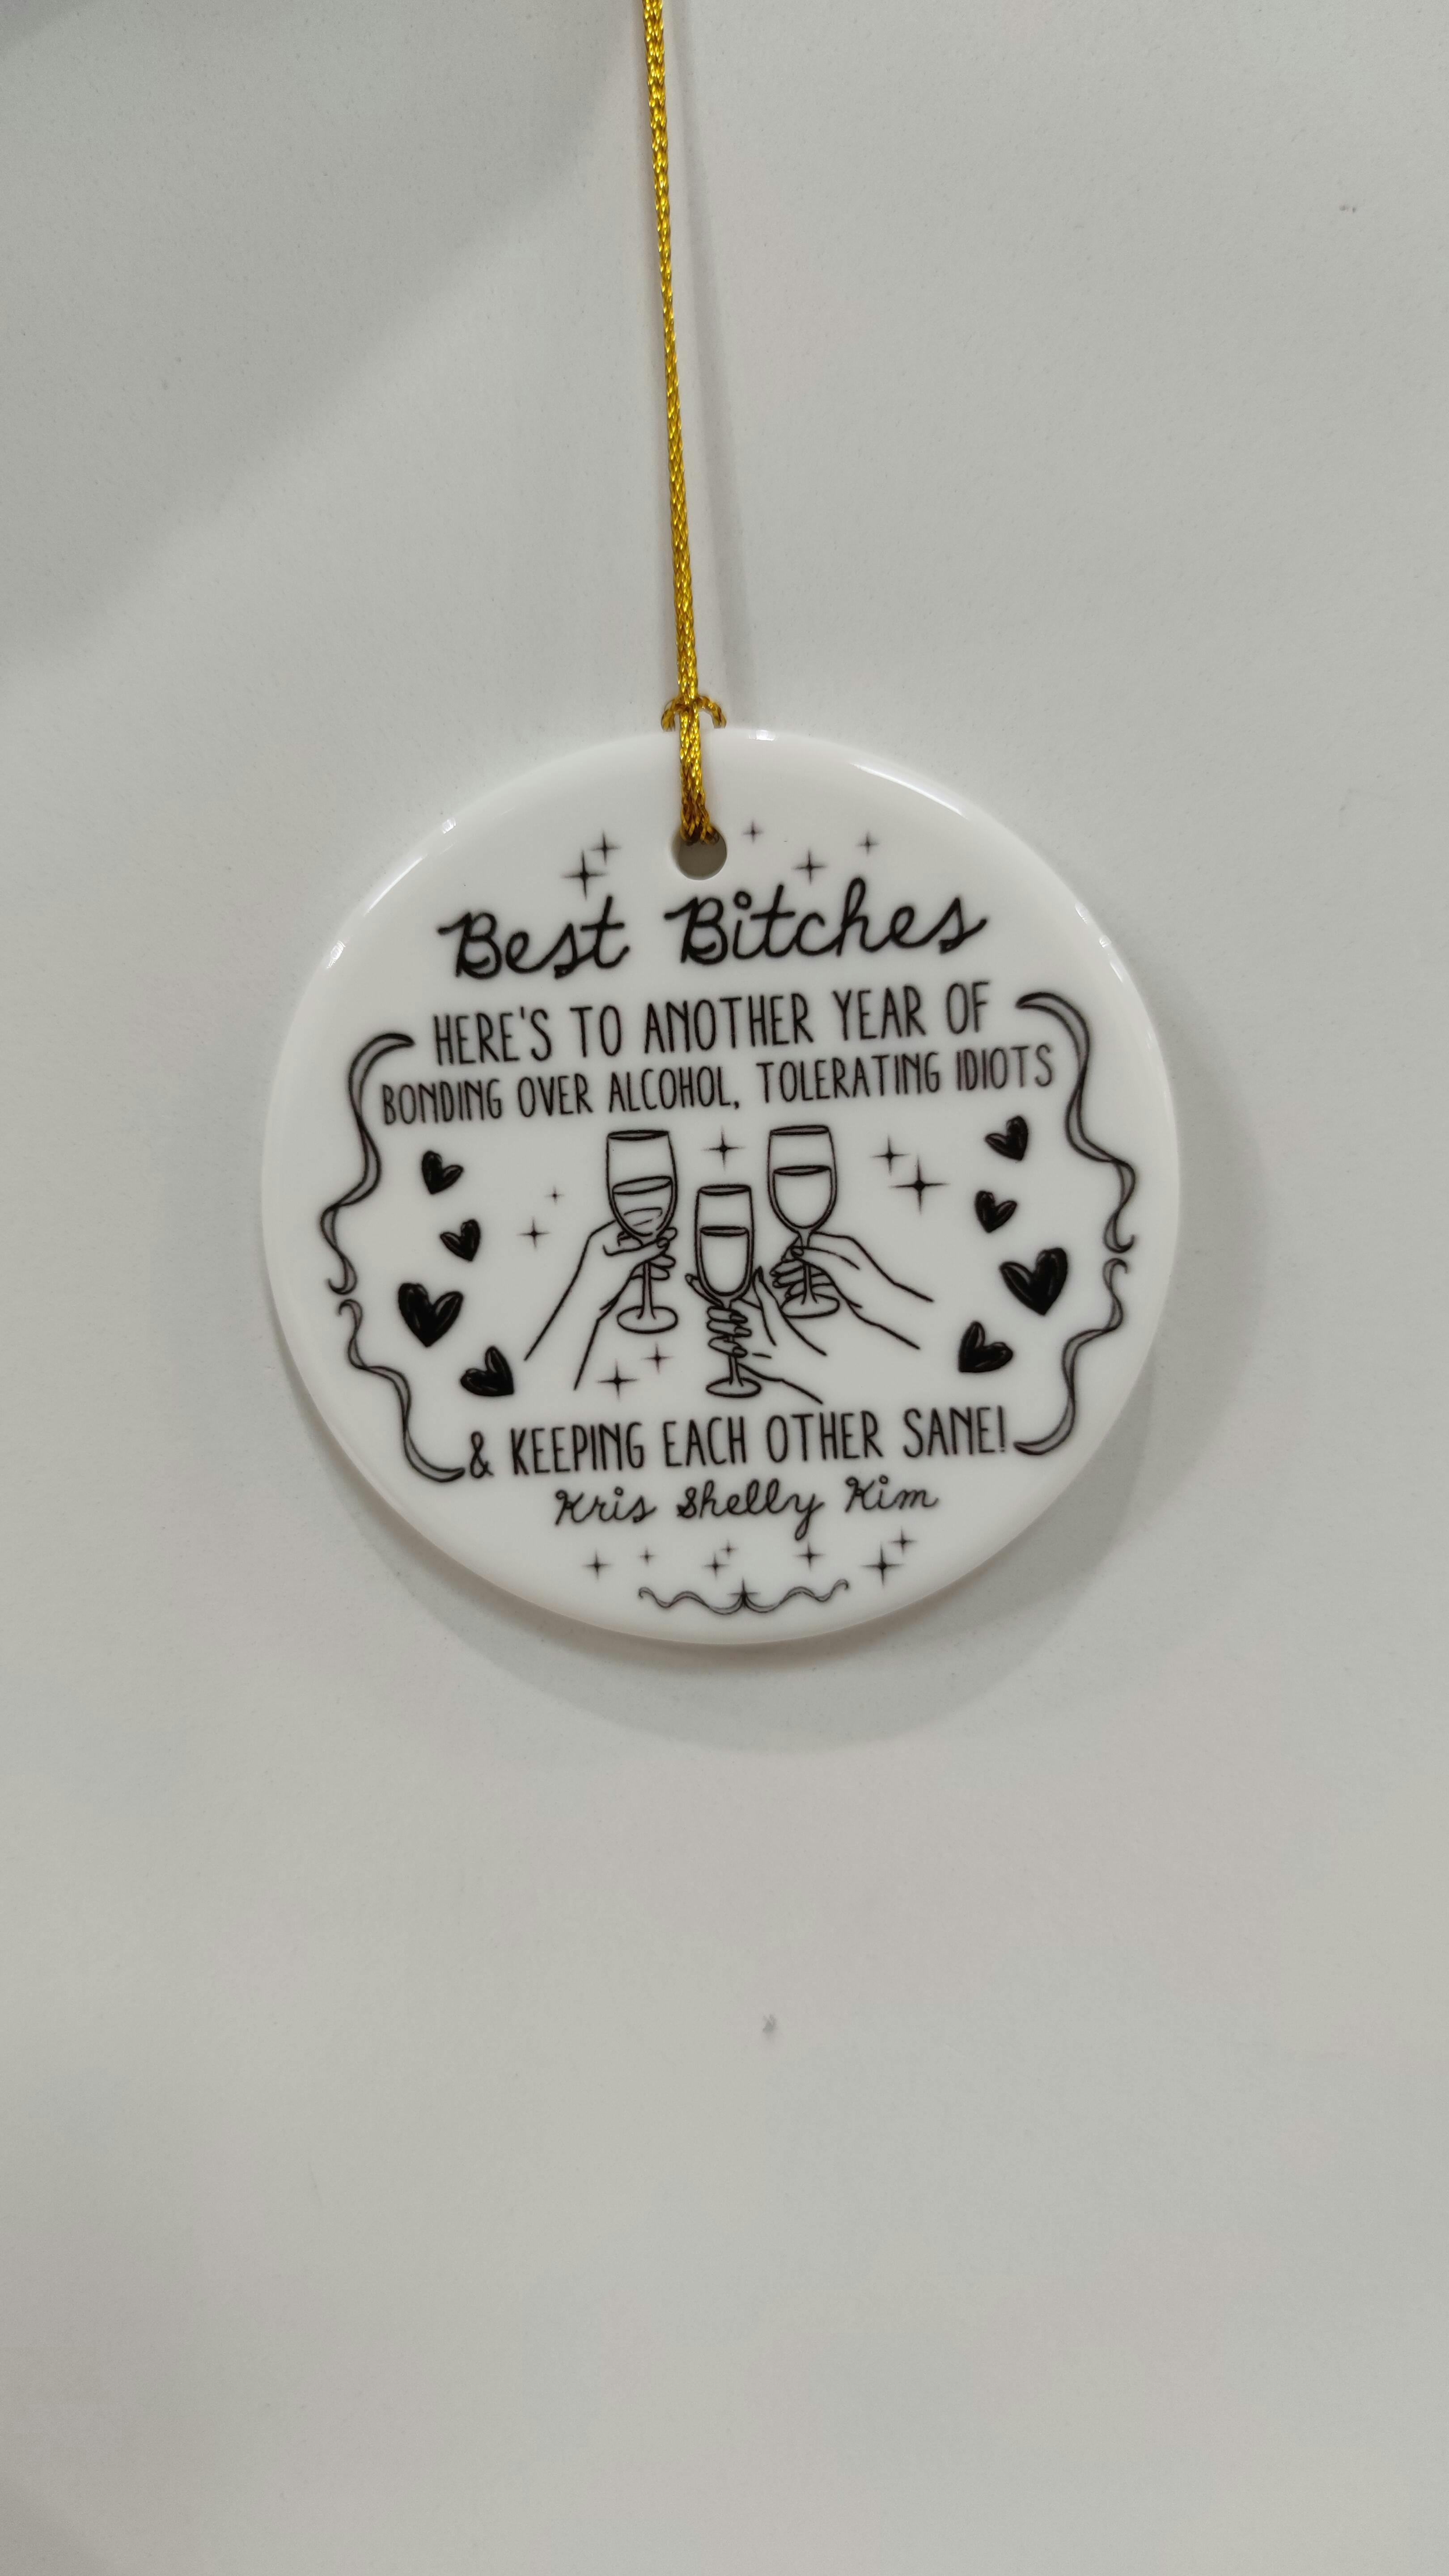 Best Bitches
HERE'S TO ANOTHER YEAR OF
BONDING OVER ALCOHOL, TOLERATING IDIOTS
& KEEPING EACH OTHER SANE!
Kris Shelly Kim